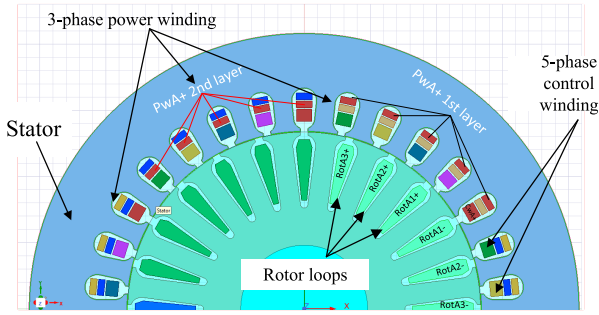 3-phase power winding
5-phase
control
winding
PwA+ 2nd layer
PwA+ 1st layer
Stator
Stator
RotA3+
RotA2+
RotA1+
RotA1-
RotA2-
RotA3-
Rotor loops
Z
X
Z
X